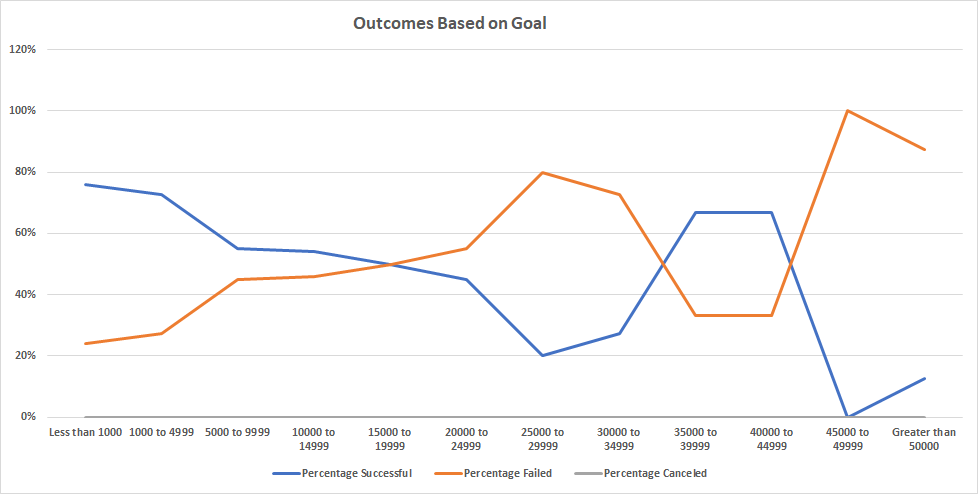 Outcomes Based on Goal
120%
100%
80%
60%
40%
20%
0%
Less than 1000
1000 to 4999
5000 to 9999
10000 to
14999
15000 to
19999
20000 to
24999
25000 to
29999
30000 to
34999
35000 to
39999
40000 to
44999
45000 to
49999
Greater than
50000
Percentage Successful
Percentage Failed
Percentage Canceled